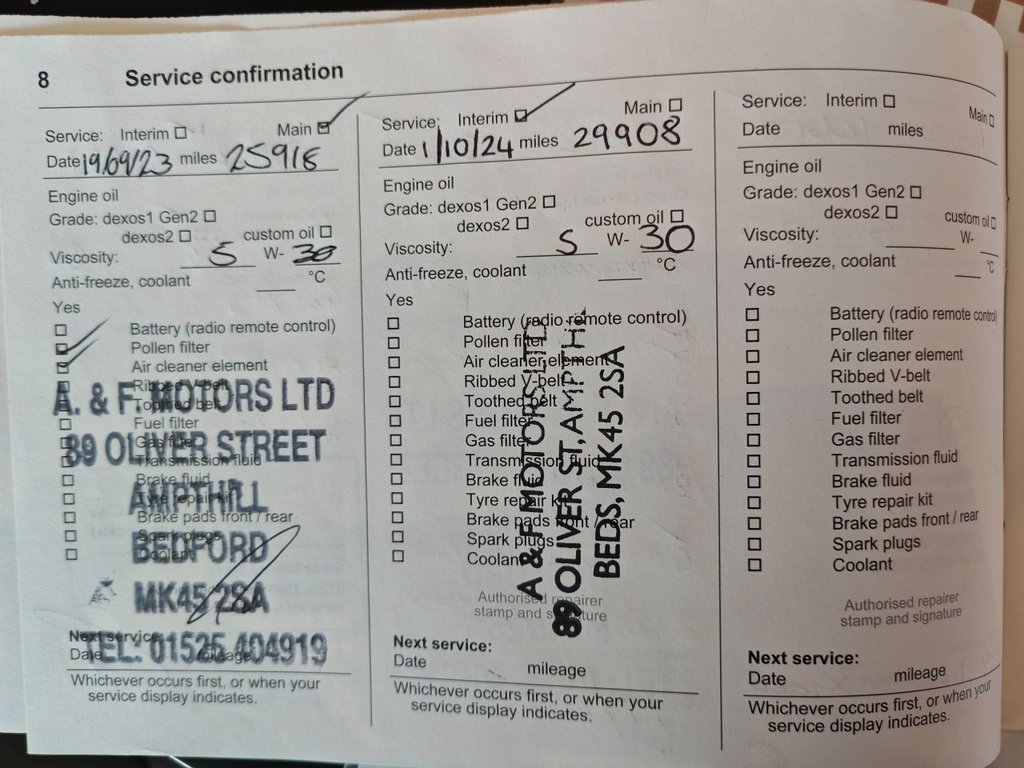 8 Service confirmation
Service: Interim ☐ Main ☑
Date 19/09/23 miles 25918
Engine oil
Grade: dexos1 Gen2 ☐
dexos2 ☐ custom oil ☐
Viscosity: 5 W- 30
Anti-freeze, coolant ___ °C
Yes
☐ Battery (radio remote control)
☑ Pollen filter
☑ Air cleaner element
☐ Ribbed V-belt
☐ Toothed belt
☐ Fuel filter
☐ Gas filter
☐ Transmission fluid
☐ Brake fluid
☐ Tyre repair kit
☐ Brake pads front / rear
☐ Spark plugs
☐ Coolant
A. & F. MOTORS LTD
89 OLIVER STREET
AMPTHILL
BEDFORD
MK45 2SA
TEL: 01525 404919
Next service:
Date mileage
Whichever occurs first, or when your
service display indicates.
Service: Interim ☑ Main ☐
Date 1/10/24 miles 29908
Engine oil
Grade: dexos1 Gen2 ☐
dexos2 ☐ custom oil ☐
Viscosity: 5 W- 30
Anti-freeze, coolant ___ °C
Yes
☐ Battery (radio remote control)
☐ Pollen filter
☐ Air cleaner element
☐ Ribbed V-belt
☐ Toothed belt
☐ Fuel filter
☐ Gas filter
☐ Transmission fluid
☐ Brake fluid
☐ Tyre repair kit
☐ Brake pads front / rear
☐ Spark plugs
☐ Coolant
A & F MOTORS LTD
89 OLIVER ST, AMPTHILL
BEDS, MK45 2SA
Authorised repairer
stamp and signature
Next service:
Date mileage
Whichever occurs first, or when your
service display indicates.
Service: Interim ☐ Main ☐
Date miles
Engine oil
Grade: dexos1 Gen2 ☐
dexos2 ☐ custom oil ☐
Viscosity: ___ W- ___
Anti-freeze, coolant ___ °C
Yes
☐ Battery (radio remote control)
☐ Pollen filter
☐ Air cleaner element
☐ Ribbed V-belt
☐ Toothed belt
☐ Fuel filter
☐ Gas filter
☐ Transmission fluid
☐ Brake fluid
☐ Tyre repair kit
☐ Brake pads front / rear
☐ Spark plugs
☐ Coolant
Authorised repairer
stamp and signature
Next service:
Date mileage
Whichever occurs first, or when your
service display indicates.